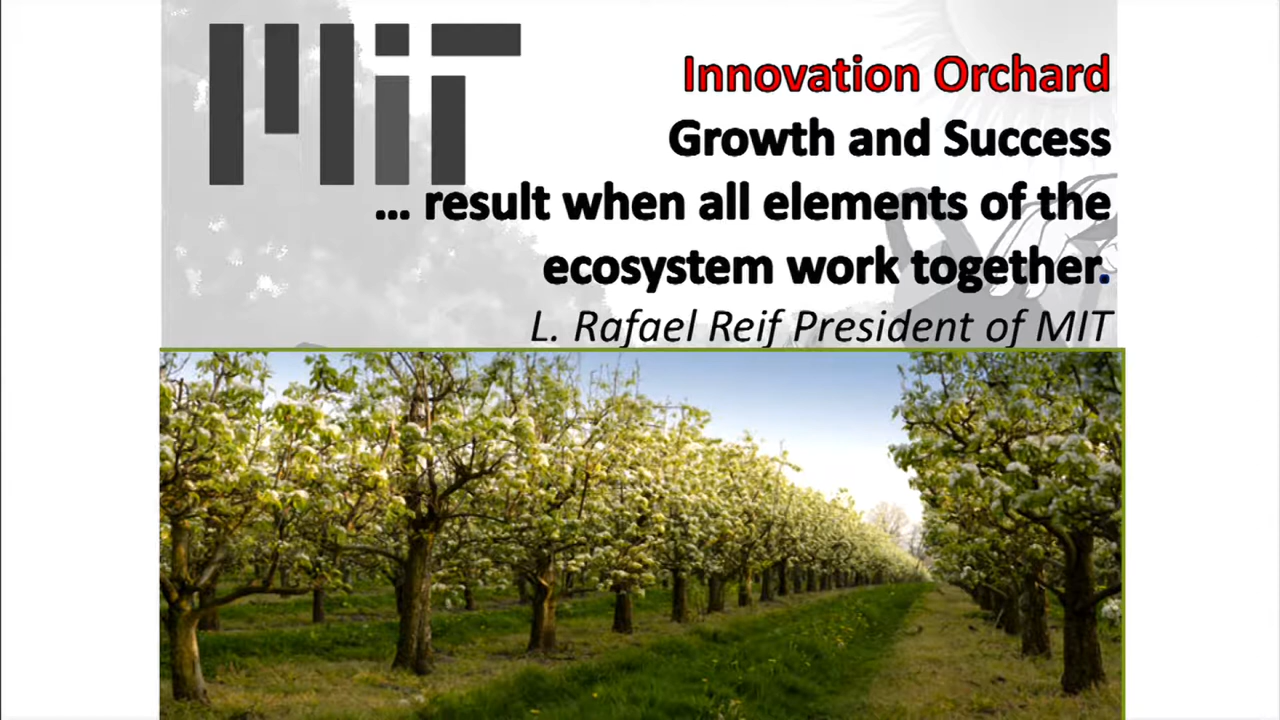 MIT
Innovation Orchard
Growth and Success
... result when all elements of the
ecosystem work together.
L. Rafael Reif President of MIT